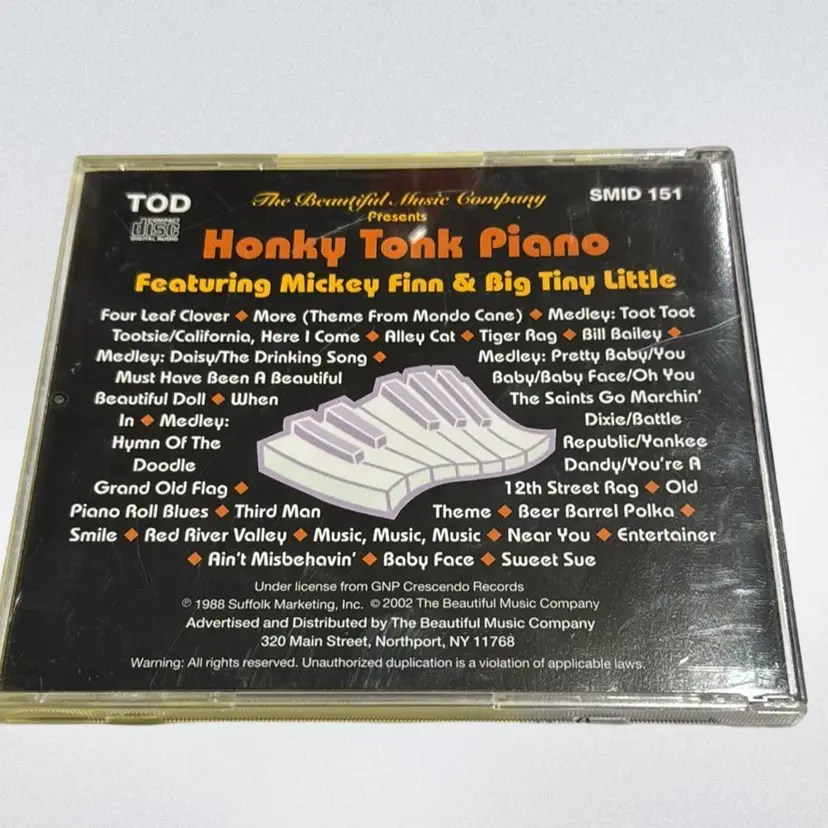 TOD
COMPACT
disc
DIGITAL AUDIO
The Beautiful Music Company
Presents
SMID 151
Honky Tonk Piano
Featuring Mickey Finn & Big Tiny Little
Four Leaf Clover ◆ More (Theme From Mondo Cane) ◆ Medley: Toot Toot
Tootsie/California, Here I Come ◆ Alley Cat ◆ Tiger Rag ◆ Bill Bailey ◆
Medley: Daisy/The Drinking Song ◆ Medley: Pretty Baby/You
Must Have Been A Beautiful Baby/Baby Face/Oh You
Beautiful Doll ◆ When The Saints Go Marchin'
In ◆ Medley: Dixie/Battle
Hymn Of The Republic/Yankee
Doodle Dandy/You're A
Grand Old Flag ◆ 12th Street Rag ◆ Old
Piano Roll Blues ◆ Third Man Theme ◆ Beer Barrel Polka ◆
Smile ◆ Red River Valley ◆ Music, Music, Music ◆ Near You ◆ Entertainer
◆ Ain't Misbehavin' ◆ Baby Face ◆ Sweet Sue
Under license from GNP Crescendo Records
℗ 1988 Suffolk Marketing, Inc. © 2002 The Beautiful Music Company
Advertised and Distributed by The Beautiful Music Company
320 Main Street, Northport, NY 11768
Warning: All rights reserved. Unauthorized duplication is a violation of applicable laws.